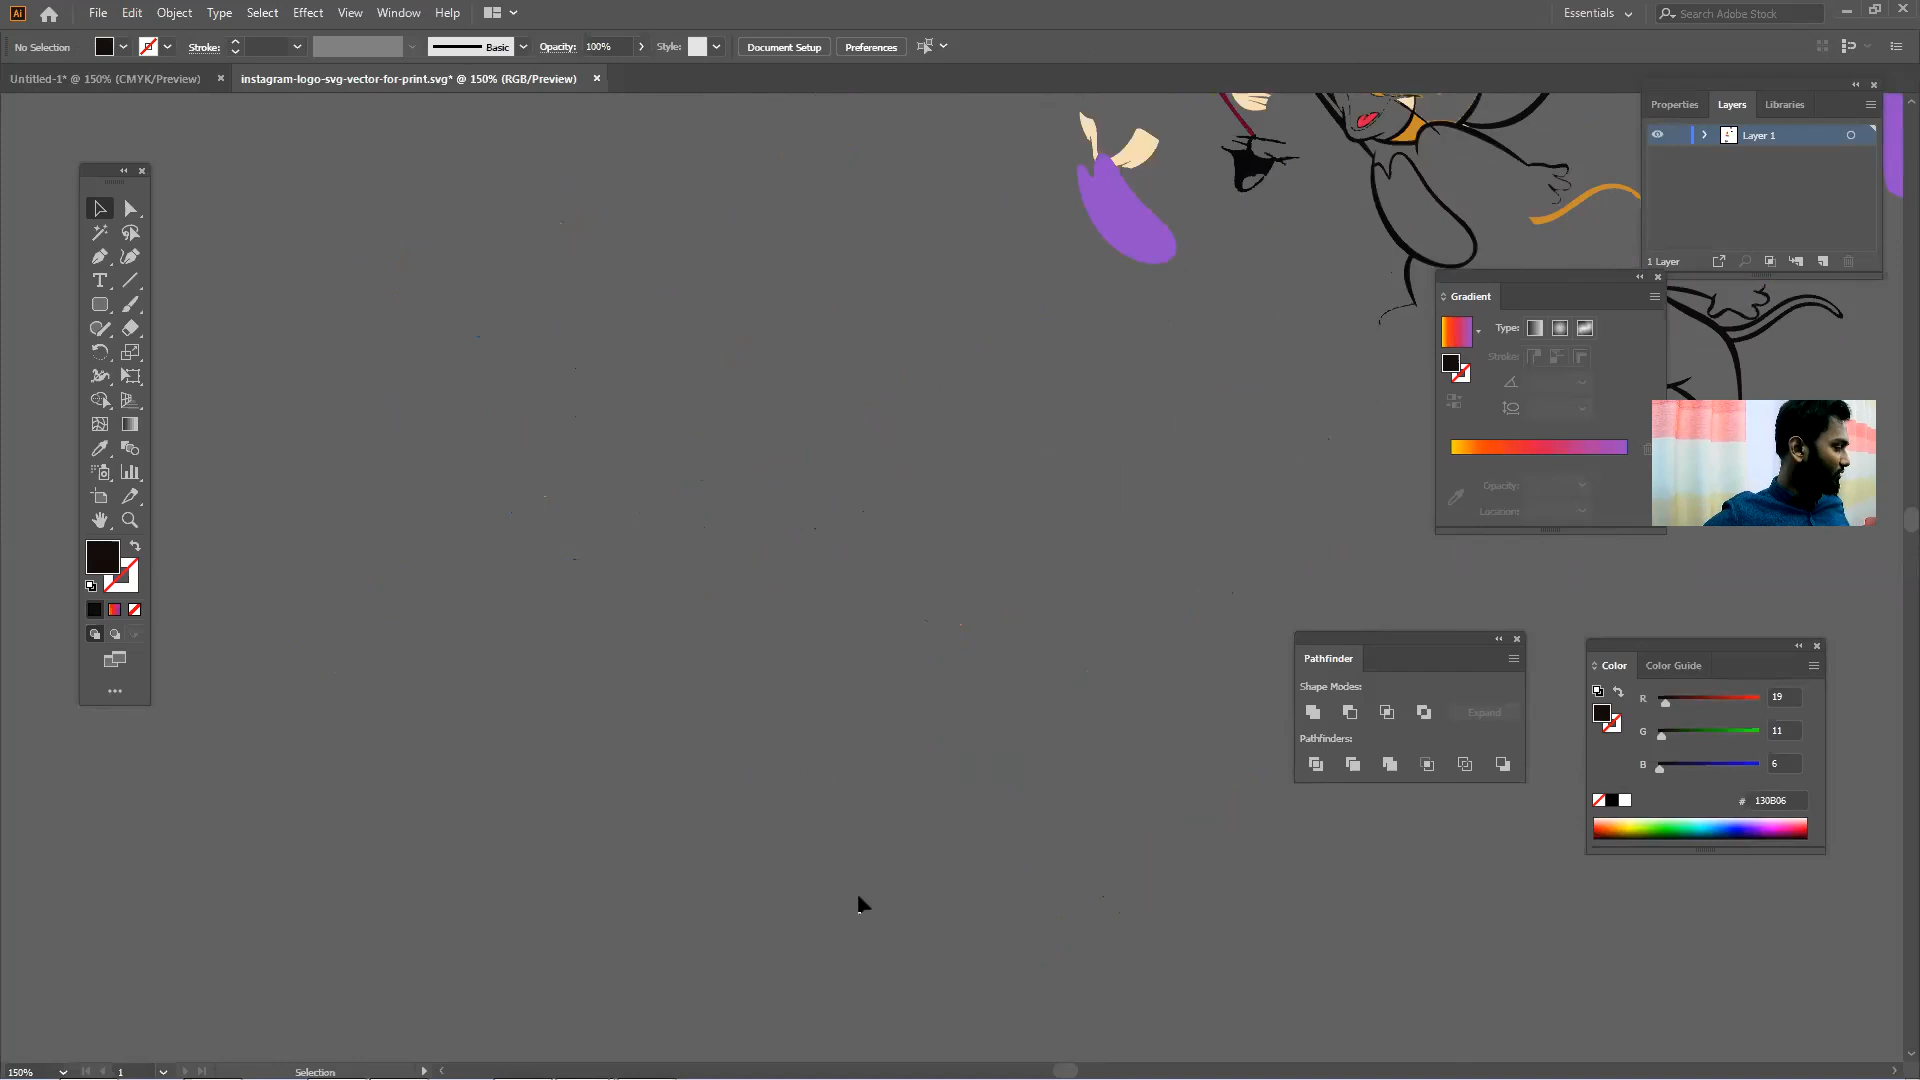 Ai File Edit Object Type Select Effect View Window Help Essentials Search Adobe Stock
No Selection Stroke: Basic Opacity: 100% Style: Document Setup Preferences
Untitled-1* @ 150% (CMYK/Preview) instagram-logo-svg-vector-for-print.svg* @ 150% (RGB/Preview)
Properties Layers Libraries
Layer 1
1 Layer
Gradient
Type:
Stroke:
Opacity:
Location:
Pathfinder
Shape Modes:
Expand
Pathfinders:
Color Color Guide
R 19
G 11
B 6
# 130B06
150% 1 Selection